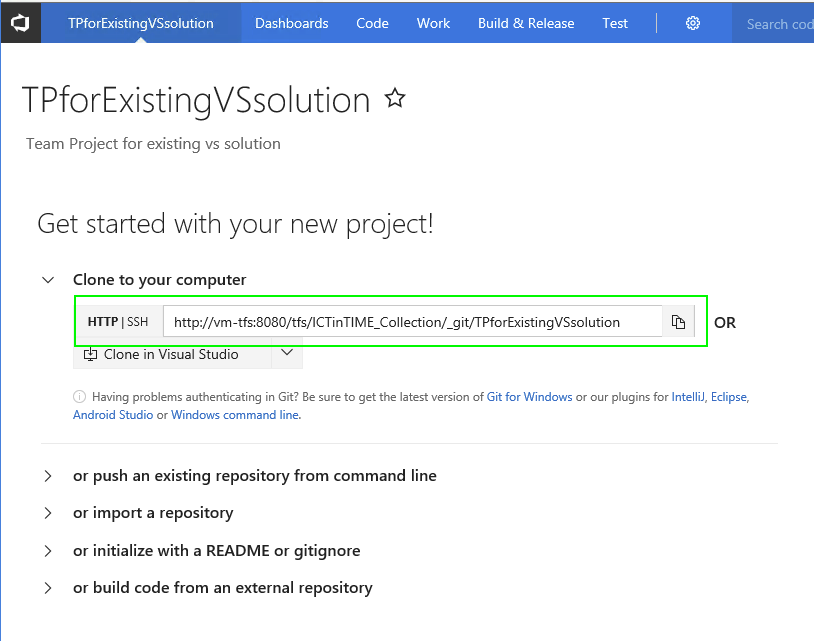 TPforExistingVSsolution Dashboards Code Work Build & Release Test Search cod
TPforExistingVSsolution
Team Project for existing vs solution
Get started with your new project!
Clone to your computer
HTTP | SSH http://vm-tfs:8080/tfs/ICTinTIME_Collection/_git/TPforExistingVSsolution OR
Clone in Visual Studio
Having problems authenticating in Git? Be sure to get the latest version of Git for Windows or our plugins for IntelliJ, Eclipse,
Android Studio or Windows command line.
or push an existing repository from command line
or import a repository
or initialize with a README or gitignore
or build code from an external repository